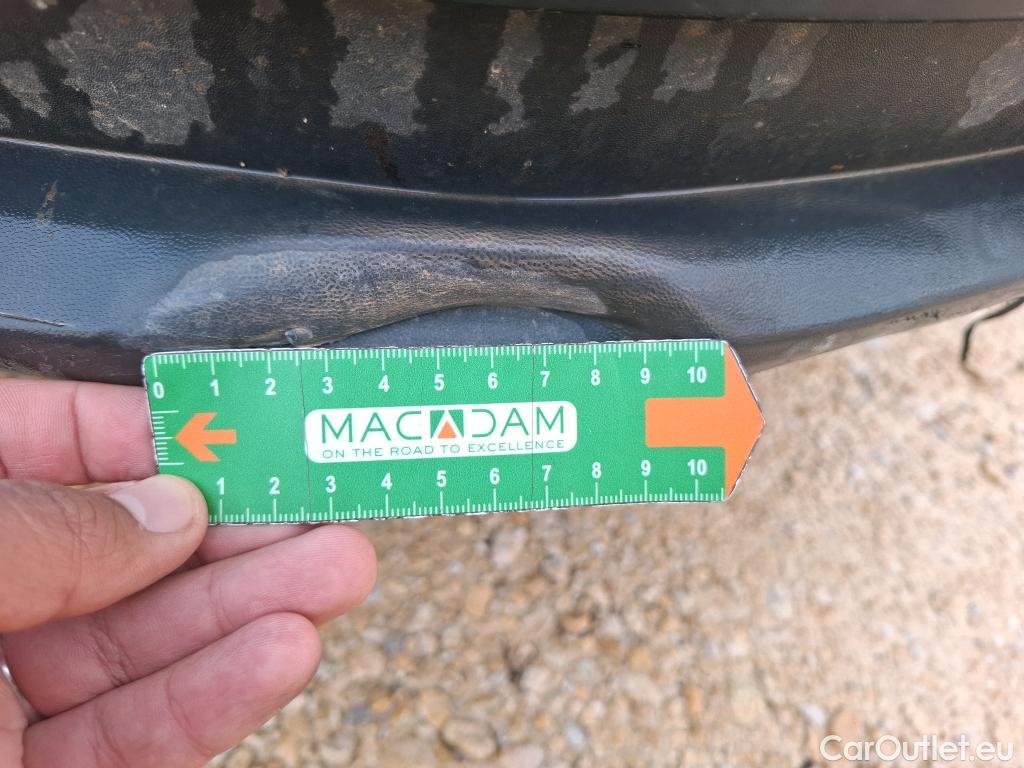 0 1 2 3 4 5 6 7 8 9 10
MACADAM
ON THE ROAD TO EXCELLENCE
1 2 3 4 5 6 7 8 9 10
CarOutlet.eu